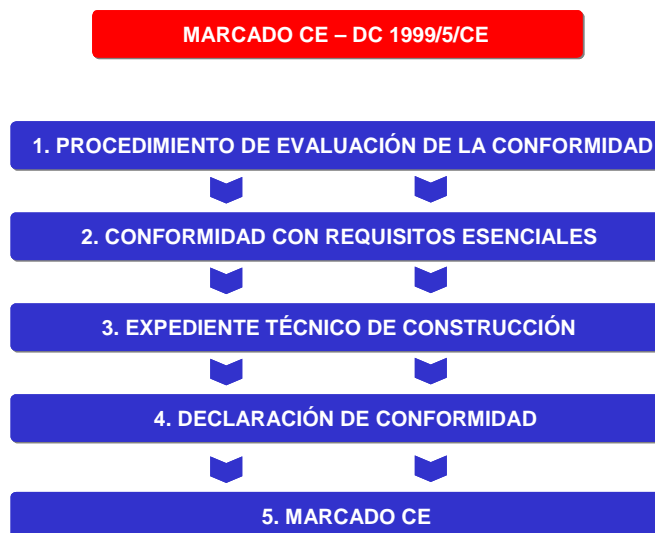 MARCADO CE – DC 1999/5/CE
1. PROCEDIMIENTO DE EVALUACIÓN DE LA CONFORMIDAD
2. CONFORMIDAD CON REQUISITOS ESENCIALES
3. EXPEDIENTE TÉCNICO DE CONSTRUCCIÓN
4. DECLARACIÓN DE CONFORMIDAD
5. MARCADO CE